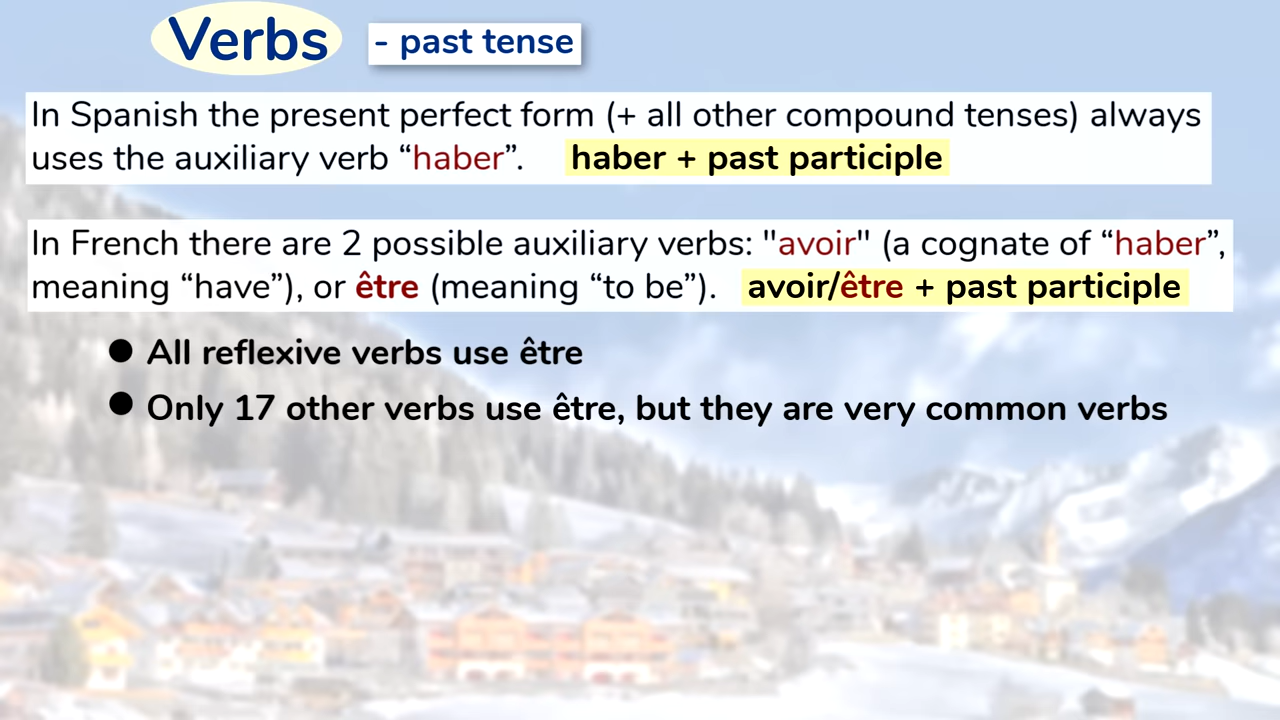 Verbs - past tense
In Spanish the present perfect form (+ all other compound tenses) always
uses the auxiliary verb “haber”. haber + past participle
In French there are 2 possible auxiliary verbs: "avoir" (a cognate of “haber”,
meaning “have”), or être (meaning “to be”). avoir/être + past participle
● All reflexive verbs use être
● Only 17 other verbs use être, but they are very common verbs